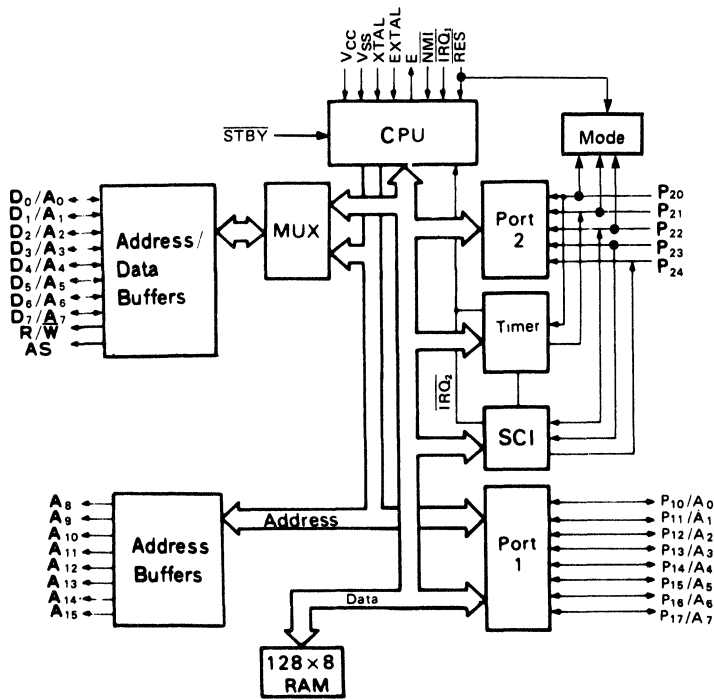 VCC
VSS
XTAL
EXTAL
E
NMI
IRQ1
RES
STBY
CPU
Mode
D0/A0
D1/A1
D2/A2
D3/A3
D4/A4
D5/A5
D6/A6
D7/A7
R/W
AS
Address/
Data
Buffers
MUX
Port
2
P20
P21
P22
P23
P24
Timer
IRQ2
SCI
A8
A9
A10
A11
A12
A13
A14
A15
Address
Buffers
Address
Data
Port
1
P10/A0
P11/A1
P12/A2
P13/A3
P14/A4
P15/A5
P16/A6
P17/A7
128×8
RAM